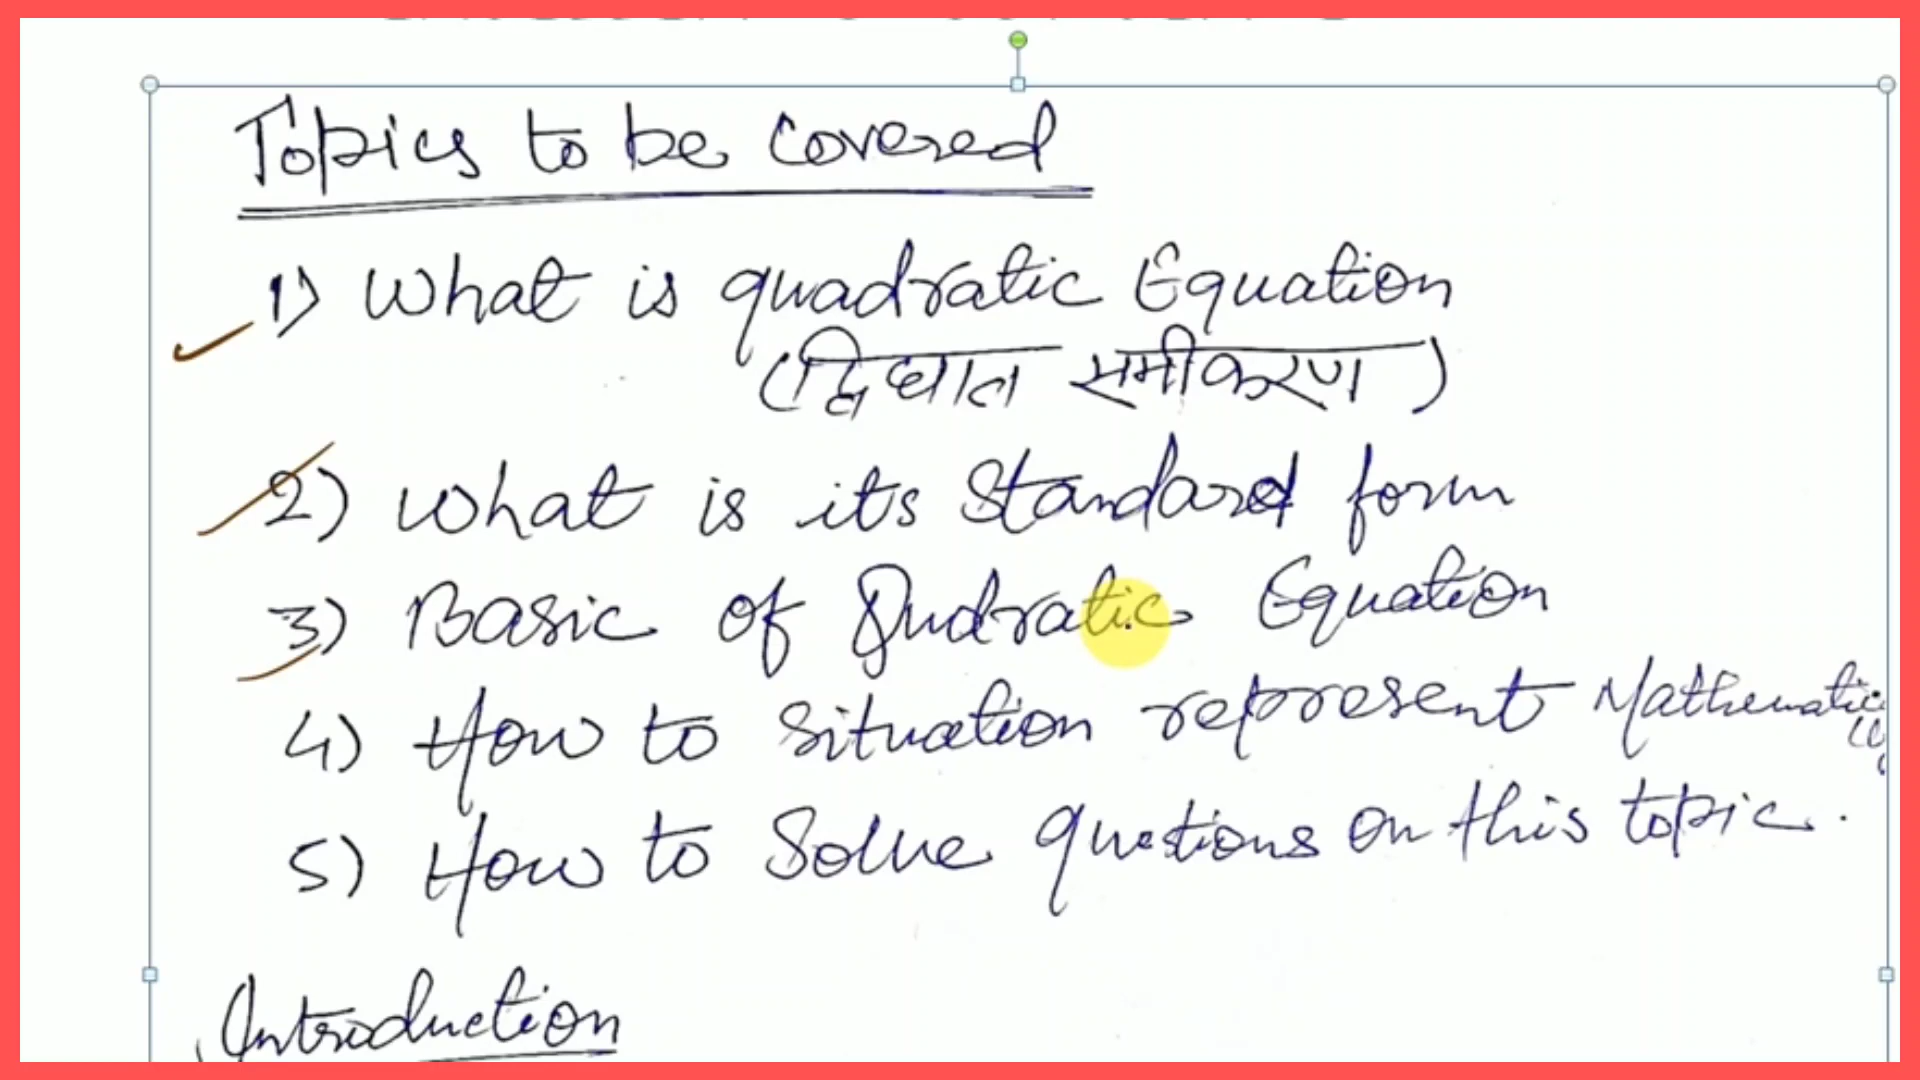 Topics to be covered
1) What is quadratic Equation
(द्विघात समीकरण)
2) What is its Standard form
3) Basic of Qudratic Equation
4) How to Situation represent Mathematically
5) How to Solve questions on this topic.
Introduction